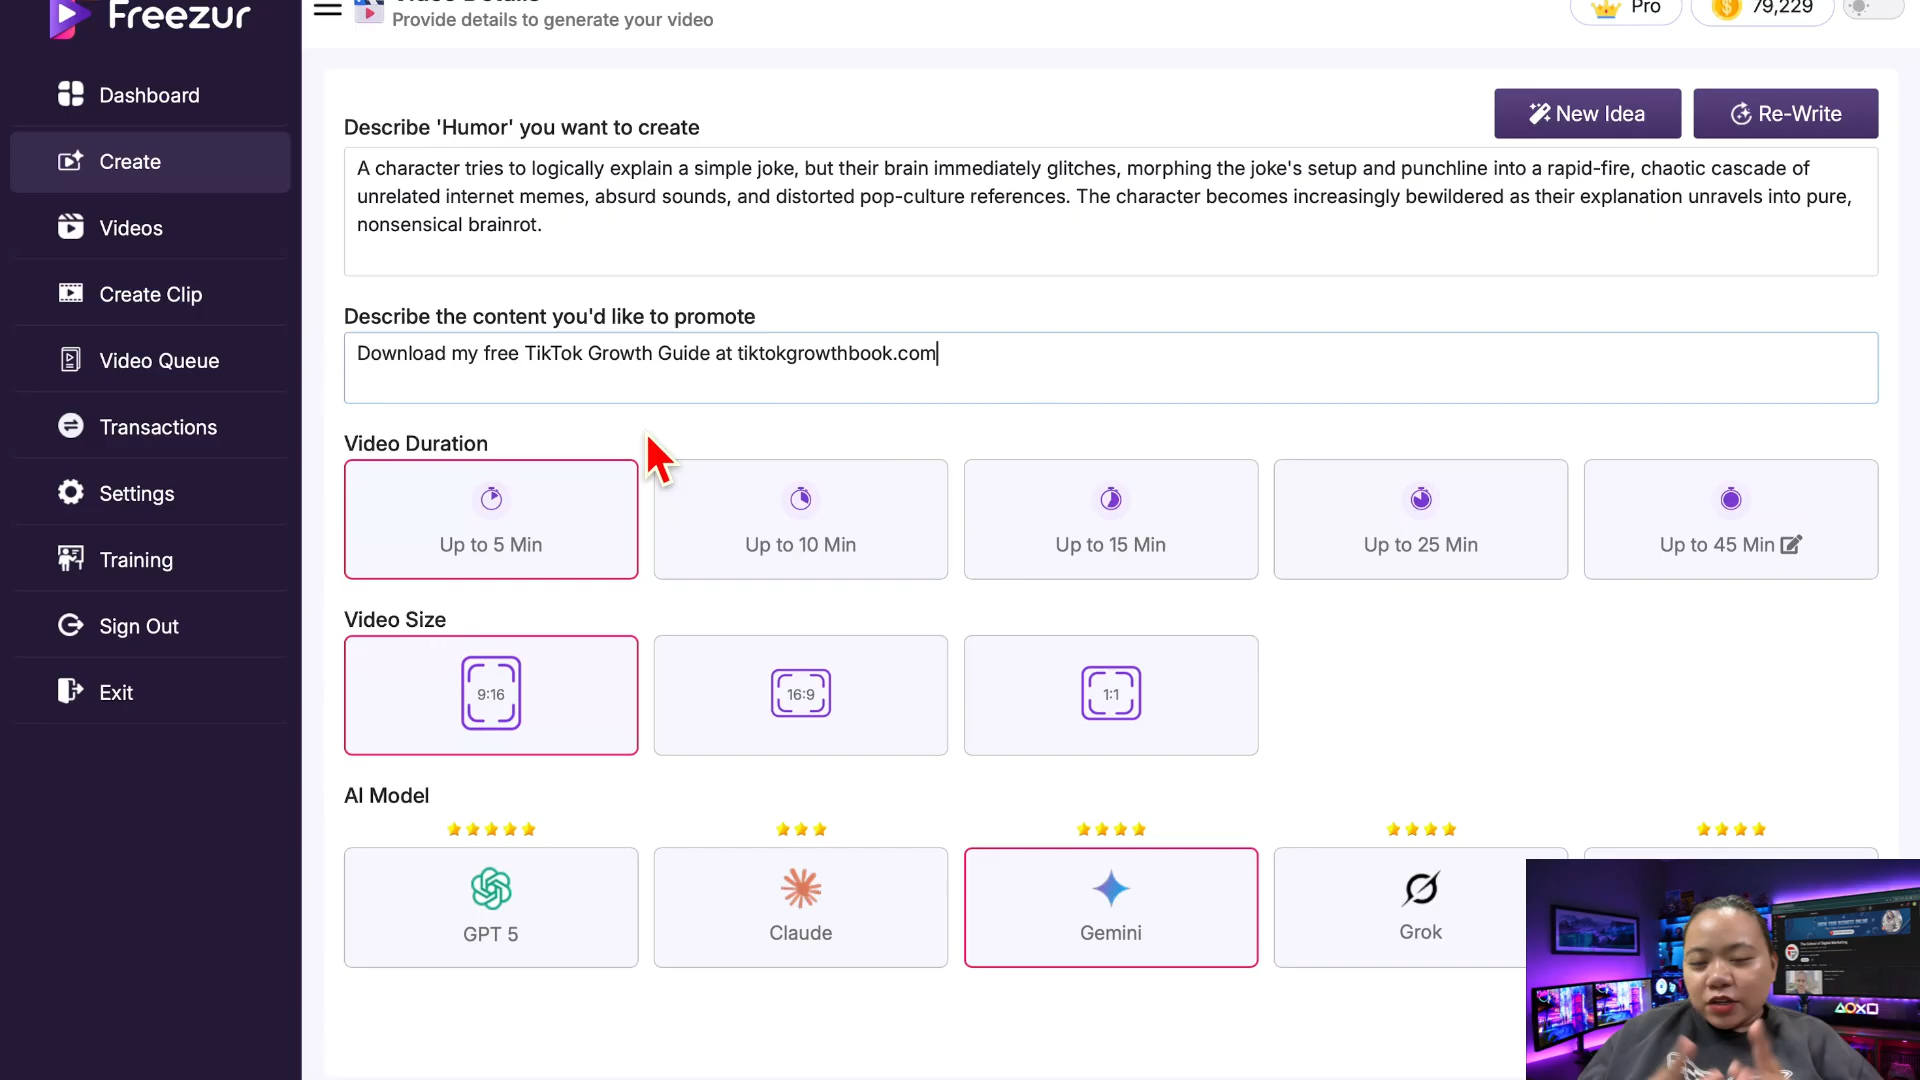 Freezur
Provide details to generate your video
Pro
79,229
Dashboard
Create
Videos
Create Clip
Video Queue
Transactions
Settings
Training
Sign Out
Exit
New Idea
Re-Write
Describe 'Humor' you want to create
A character tries to logically explain a simple joke, but their brain immediately glitches, morphing the joke's setup and punchline into a rapid-fire, chaotic cascade of
unrelated internet memes, absurd sounds, and distorted pop-culture references. The character becomes increasingly bewildered as their explanation unravels into pure,
nonsensical brainrot.
Describe the content you'd like to promote
Download my free TikTok Growth Guide at tiktokgrowthbook.com
Video Duration
Up to 5 Min
Up to 10 Min
Up to 15 Min
Up to 25 Min
Up to 45 Min
Video Size
9:16
16:9
1:1
AI Model
GPT 5
Claude
Gemini
Grok